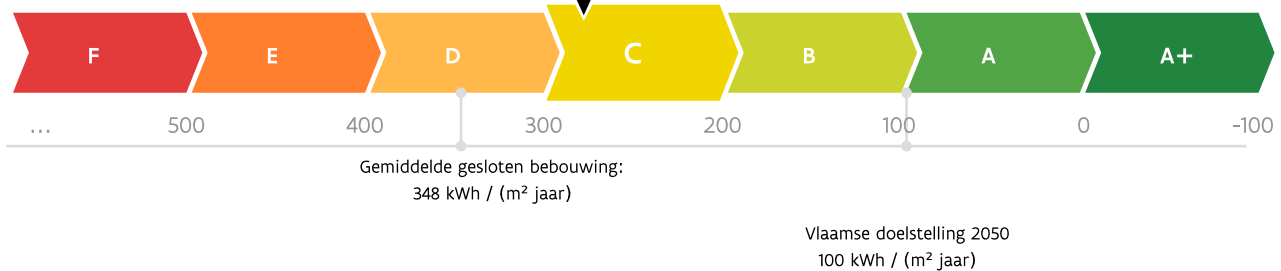 F E D C B A A+
... 500 400 300 200 100 0 -100
Gemiddelde gesloten bebouwing:
348 kWh / (m² jaar)
Vlaamse doelstelling 2050
100 kWh / (m² jaar)